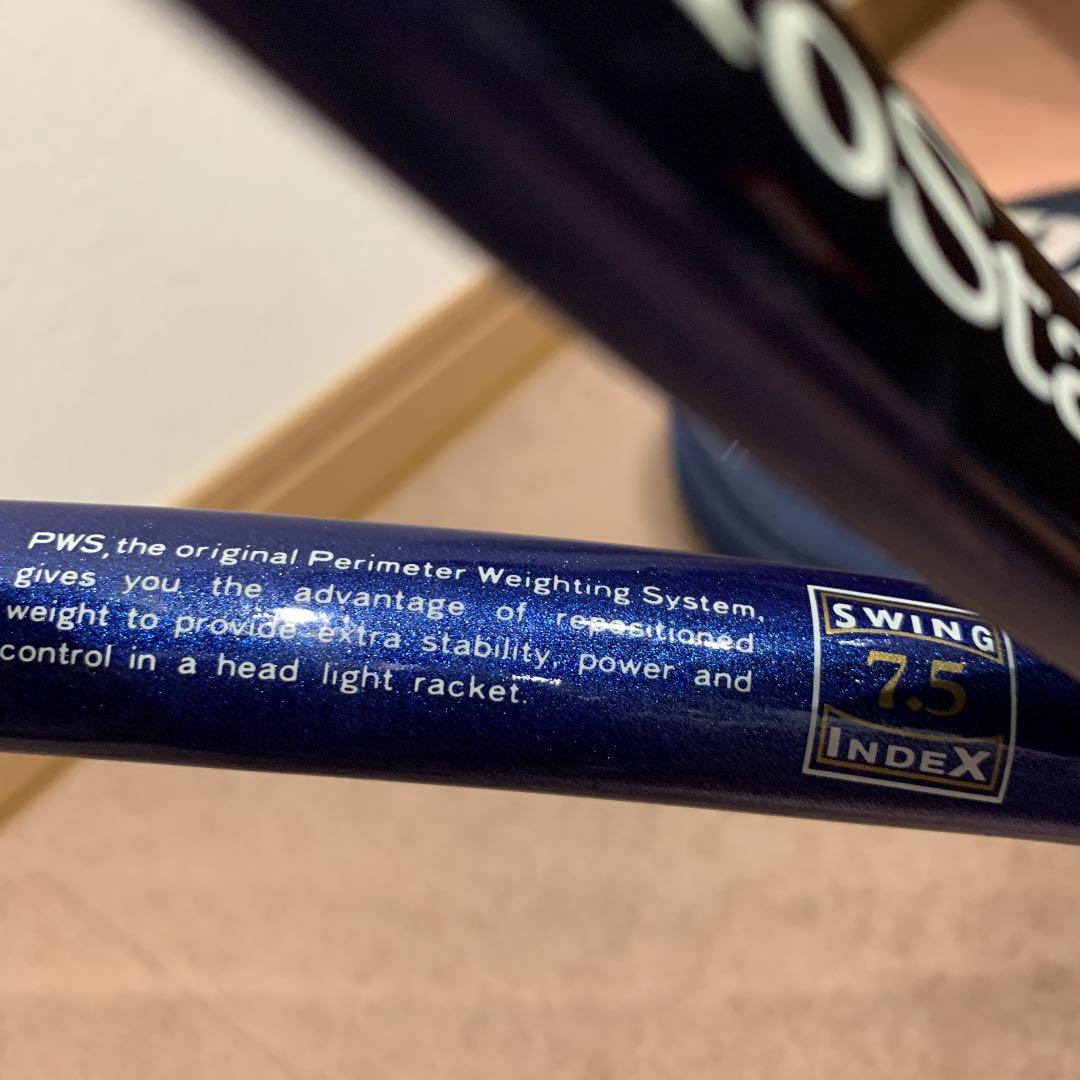 PWS, the original Perimeter Weighting System,
gives you the advantage of repositioned
weight to provide extra stability, power and
control in a head light racket.
SWING
7.5
INDEX